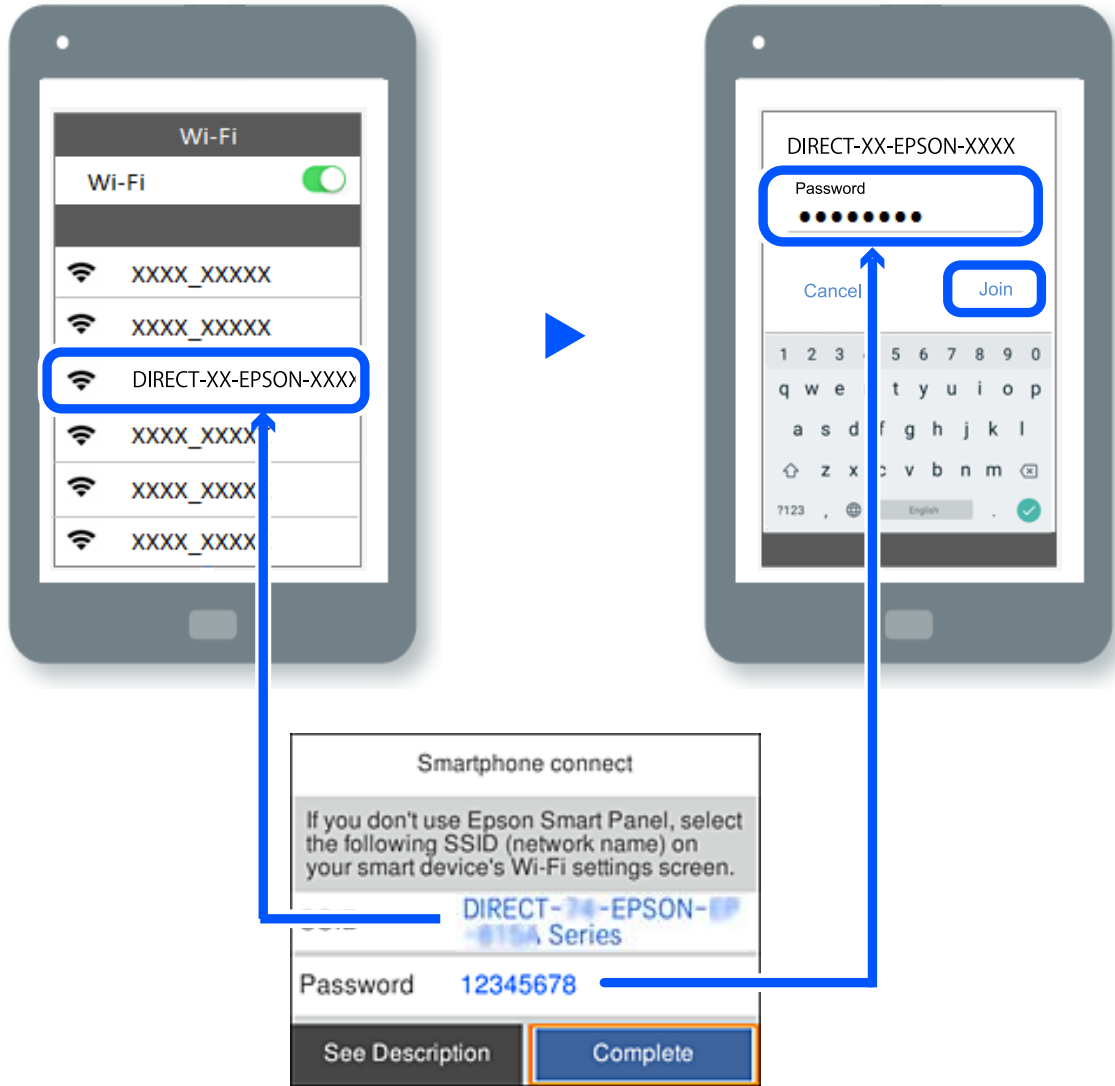 Wi-Fi
Wi-Fi
XXXX_XXXXX
XXXX_XXXXX
DIRECT-XX-EPSON-XXXX
XXXX_XXXX
XXXX_XXXX
XXXX_XXXX
DIRECT-XX-EPSON-XXXX
Password
●●●●●●●●
Cancel
Join
1 2 3 5 6 7 8 9 0
q w e t y u i o p
a s d f g h j k l
z x c v b n m
?123 , English .
Smartphone connect
If you don't use Epson Smart Panel, select
the following SSID (network name) on
your smart device's Wi-Fi settings screen.
DIRECT- -EPSON-
Series
Password 12345678
See Description
Complete